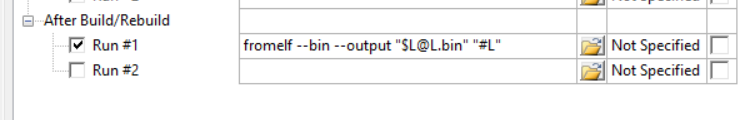 After Build/Rebuild
Run #1 fromelf --bin --output "$L@L.bin" "#L" Not Specified
Run #2 Not Specified